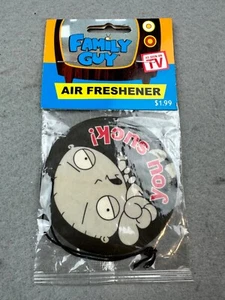 FAMILY
GUY
AS SEEN ON
TV
AIR FRESHENER
$1.99
you suck!